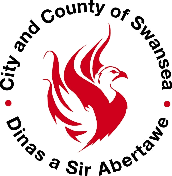 City and County of Swansea
Dinas a Sir Abertawe